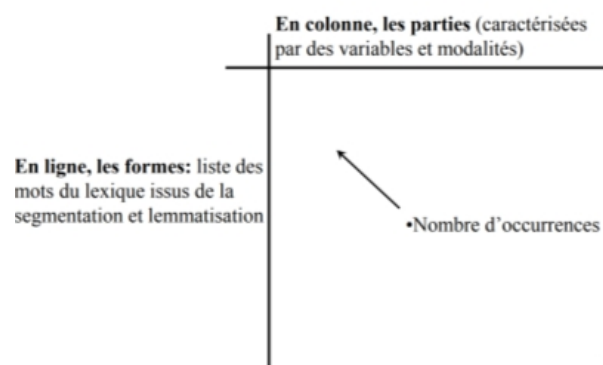 En colonne, les parties (caractérisées
par des variables et modalités)
En ligne, les formes: liste des
mots du lexique issus de la
segmentation et lemmatisation
•Nombre d'occurrences